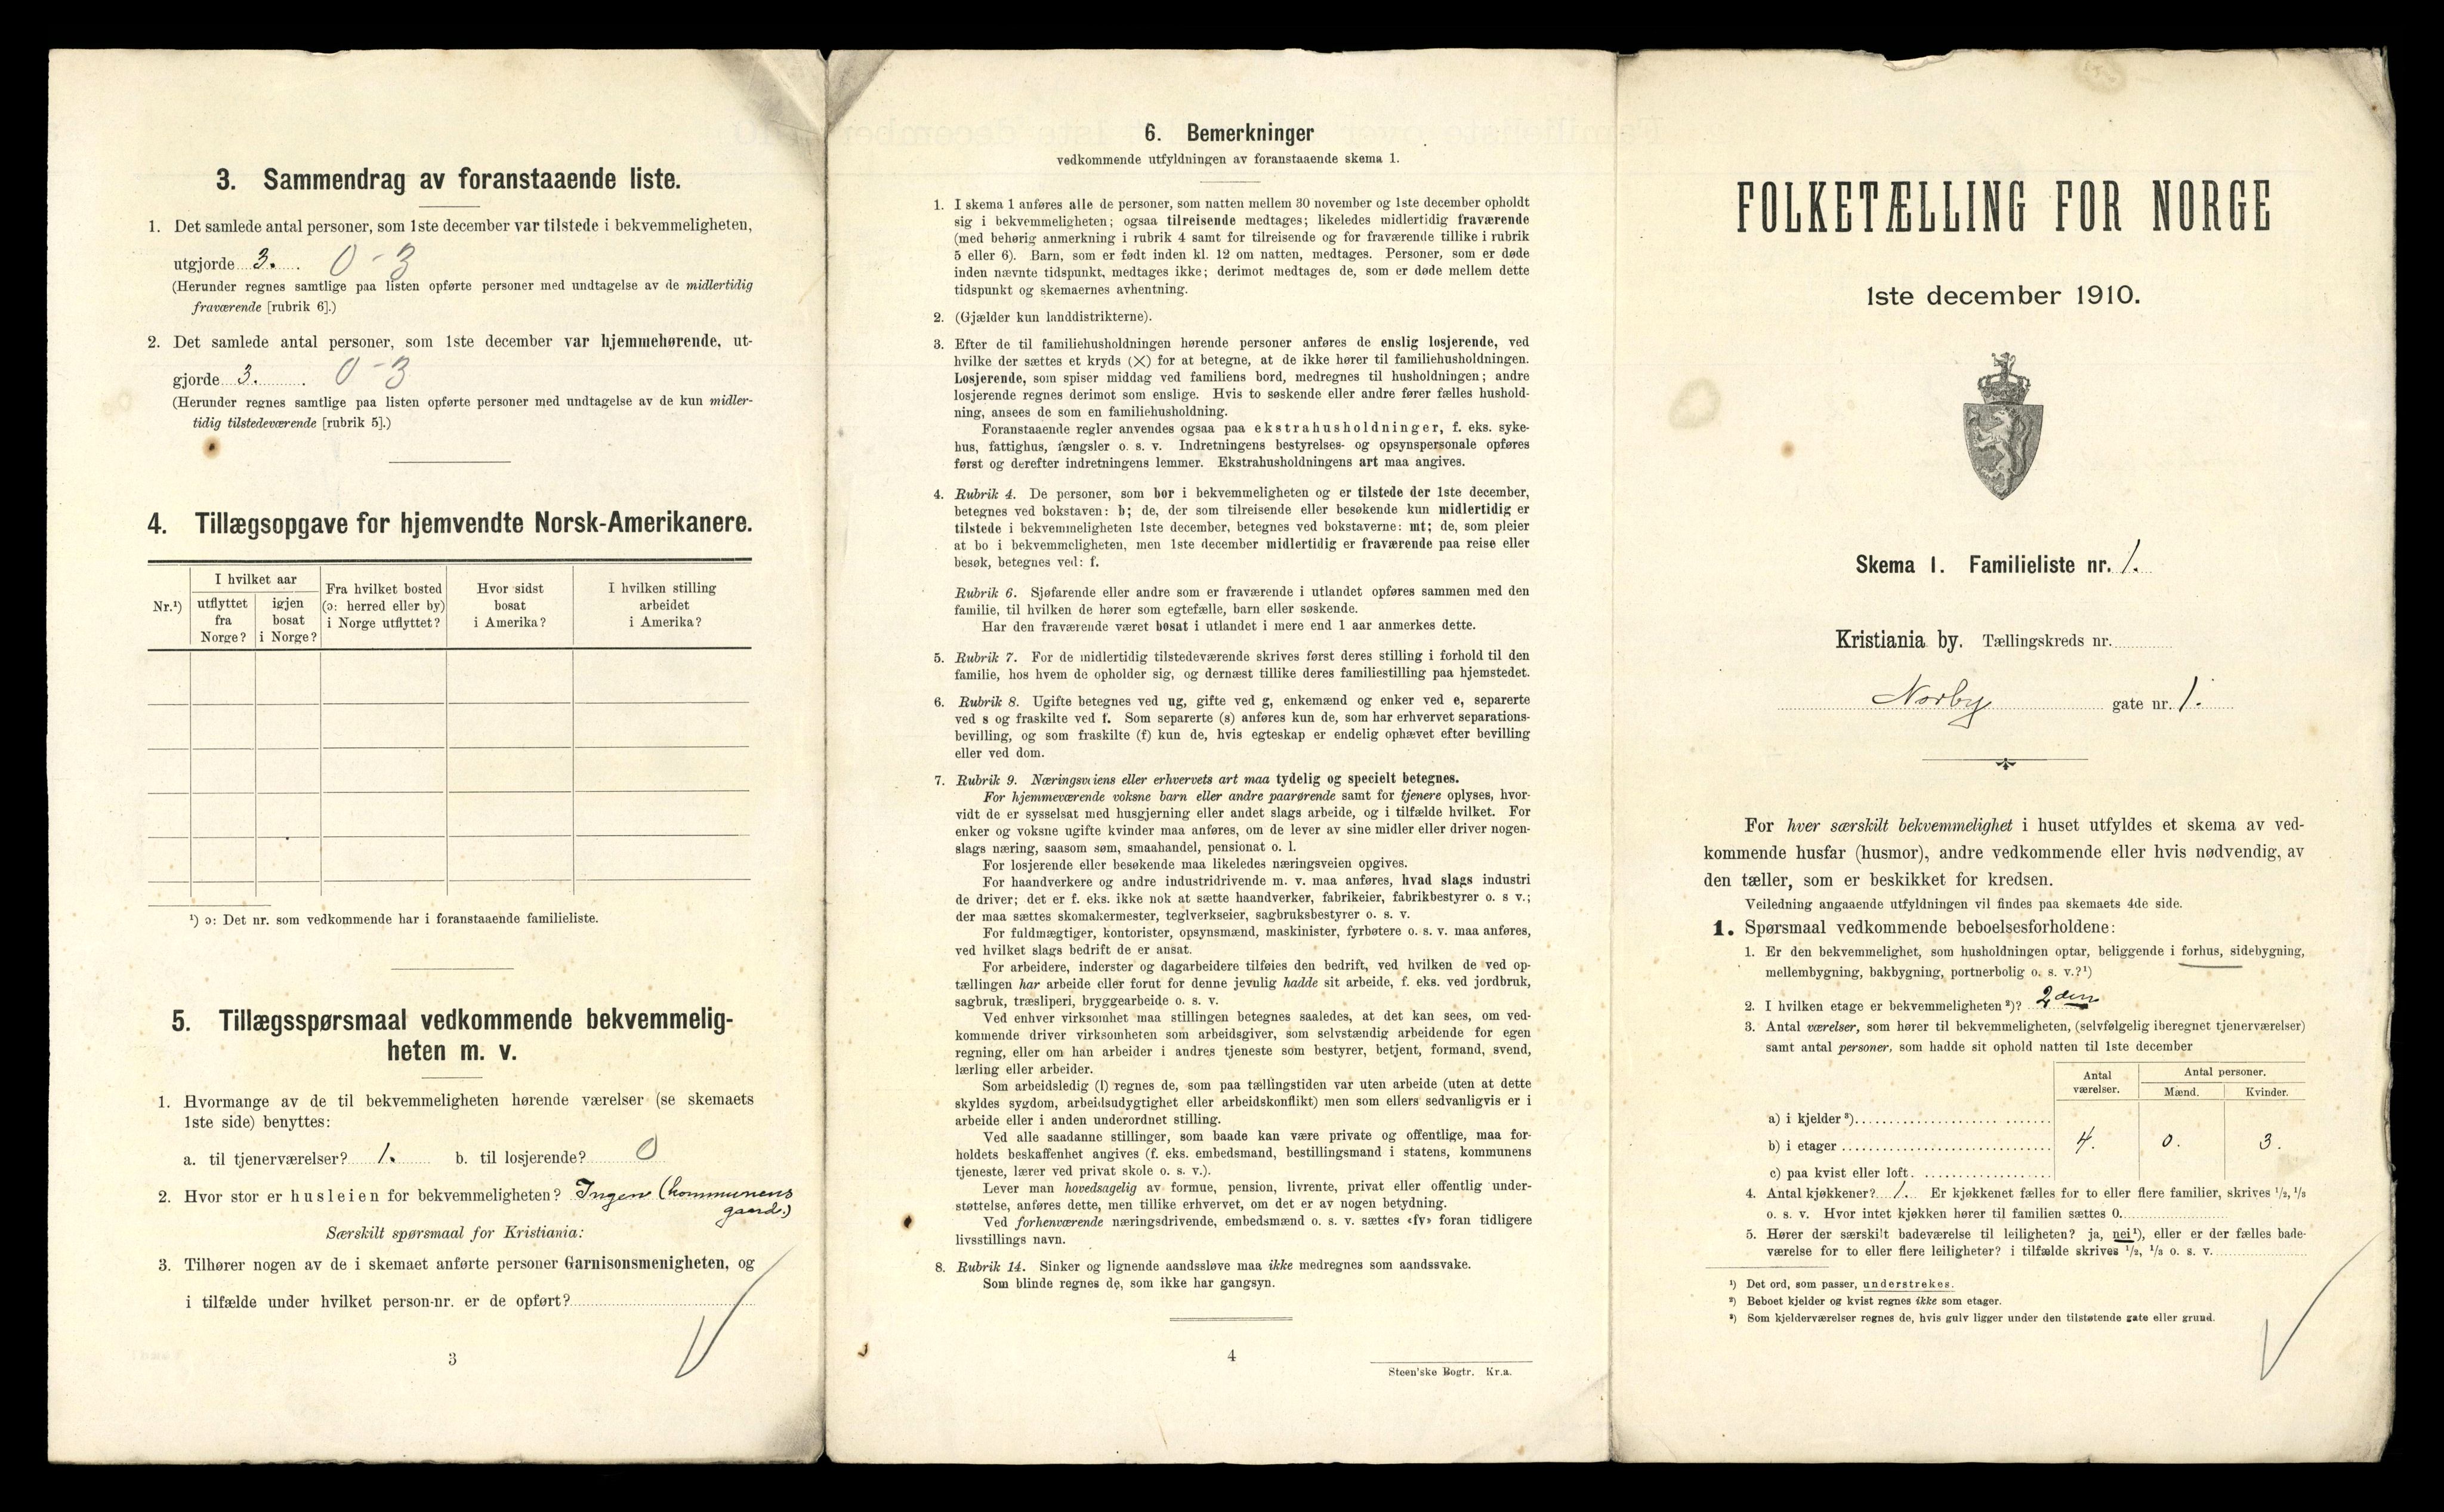 3. Sammendrag av foranstaaende liste.
1. Det samlede antal personer, som 1ste december var tilstede i bekvemmeligheten,
utgjorde 3. 0 - 3
(Herunder regnes samtlige paa listen opførte personer med undtagelse av de midlertidig
fraværende [rubrik 6].)
2. Det samlede antal personer, som 1ste december var hjemmehørende, ut-
gjorde 3. 0 - 3
(Herunder regnes samtlige paa listen opførte personer med undtagelse av de kun midler-
tidig tilstedeværende [rubrik 5].)
4. Tillægsopgave for hjemvendte Norsk-Amerikanere.
Nr.¹)
I hvilket aar
utflyttet
fra
Norge?
igjen
bosat
i Norge?
Fra hvilket bosted
(ɔ: herred eller by)
i Norge utflyttet?
Hvor sidst
bosat
i Amerika?
I hvilken stilling
arbeidet
i Amerika?
¹) ɔ: Det nr. som vedkommende har i foranstaaende familieliste.
5. Tillægsspørsmaal vedkommende bekvemmelig-
heten m. v.
1. Hvormange av de til bekvemmeligheten hørende værelser (se skemaets
1ste side) benyttes:
a. til tjenerværelser? 1. b. til losjerende? 0
2. Hvor stor er husleien for bekvemmeligheten? Ingen (kommunens
gaard.)
Særskilt spørsmaal for Kristiania:
3. Tilhører nogen av de i skemaet anførte personer Garnisonsmenigheten, og
i tilfælde under hvilket person-nr. er de opført?
3
6. Bemerkninger
vedkommende utfyldningen av foranstaaende skema 1.
1. I skema 1 anføres alle de personer, som natten mellem 30 november og 1ste december opholdt
sig i bekvemmeligheten; ogsaa tilreisende medtages; likeledes midlertidig fraværende
(med behørig anmerkning i rubrik 4 samt for tilreisende og for fraværende tillike i rubrik
5 eller 6). Barn, som er født inden kl. 12 om natten, medtages. Personer, som er døde
inden nævnte tidspunkt, medtages ikke; derimot medtages de, som er døde mellem dette
tidspunkt og skemaernes avhentning.
2. (Gjælder kun landdistrikterne).
3. Efter de til familiehusholdningen hørende personer anføres de enslig losjerende, ved
hvilke der sættes et kryds (×) for at betegne, at de ikke hører til familiehusholdningen.
Losjerende, som spiser middag ved familiens bord, medregnes til husholdningen; andre
losjerende regnes derimot som enslige. Hvis to søskende eller andre fører fælles hushold-
ning, ansees de som en familiehusholdning.
Foranstaaende regler anvendes ogsaa paa ekstrahusholdninger, f. eks. syke-
hus, fattighus, fængsler o. s. v. Indretningens bestyrelses- og opsynspersonale opføres
først og derefter indretningens lemmer. Ekstrahusholdningens art maa angives.
4. Rubrik 4. De personer, som bor i bekvemmeligheten og er tilstede der 1ste december,
betegnes ved bokstaven: b; de, der som tilreisende eller besøkende kun midlertidig er
tilstede i bekvemmeligheten 1ste december, betegnes ved bokstaverne: mt; de, som pleier
at bo i bekvemmeligheten, men 1ste december midlertidig er fraværende paa reise eller
besøk, betegnes ved: f.
Rubrik 6. Sjøfarende eller andre som er fraværende i utlandet opføres sammen med den
familie, til hvilken de hører som egtefælle, barn eller søskende.
Har den fraværende været bosat i utlandet i mere end 1 aar anmerkes dette.
5. Rubrik 7. For de midlertidig tilstedeværende skrives først deres stilling i forhold til den
familie, hos hvem de opholder sig, og dernæst tillike deres familiestilling paa hjemstedet.
6. Rubrik 8. Ugifte betegnes ved ug, gifte ved g, enkemænd og enker ved e, separerte
ved s og fraskilte ved f. Som separerte (s) anføres kun de, som har erhvervet separations-
bevilling, og som fraskilte (f) kun de, hvis egteskap er endelig ophævet efter bevilling
eller ved dom.
7. Rubrik 9. Næringsveiens eller erhvervets art maa tydelig og specielt betegnes.
For hjemmeværende voksne barn eller andre paarørende samt for tjenere oplyses, hvor-
vidt de er sysselsat med husgjerning eller andet slags arbeide, og i tilfælde hvilket. For
enker og voksne ugifte kvinder maa anføres, om de lever av sine midler eller driver nogen-
slags næring, saasom søm, smaahandel, pensionat o. l.
For losjerende eller besøkende maa likeledes næringsveien opgives.
For haandverkere og andre industridrivende m. v. maa anføres, hvad slags industri
de driver; det er f. eks. ikke nok at sætte haandverker, fabrikeier, fabrikbestyrer o. s v.;
der maa sættes skomakermester, teglverkseier, sagbruksbestyrer o. s. v.
For fuldmægtiger, kontorister, opsynsmænd, maskinister, fyrbøtere o. s. v. maa anføres,
ved hvilket slags bedrift de er ansat.
For arbeidere, inderster og dagarbeidere tilføies den bedrift, ved hvilken de ved op-
tællingen har arbeide eller forut for denne jevnlig hadde sit arbeide, f. eks. ved jordbruk,
sagbruk, træsliperi, bryggearbeide o. s. v.
Ved enhver virksomhet maa stillingen betegnes saaledes, at det kan sees, om ved-
kommende driver virksomheten som arbeidsgiver, som selvstændig arbeidende for egen
regning, eller om han arbeider i andres tjeneste som bestyrer, betjent, formand, svend,
lærling eller arbeider.
Som arbeidsledig (l) regnes de, som paa tællingstiden var uten arbeide (uten at dette
skyldes sygdom, arbeidsudygtighet eller arbeidskonflikt) men som ellers sedvanligvis er i
arbeide eller i anden underordnet stilling.
Ved alle saadanne stillinger, som baade kan være private og offentlige, maa for-
holdets beskaffenhet angives (f. eks. embedsmand, bestillingsmand i statens, kommunens
tjeneste, lærer ved privat skole o. s. v.).
Lever man hovedsagelig av formue, pension, livrente, privat eller offentlig under-
støttelse, anføres dette, men tillike erhvervet, om det er av nogen betydning.
Ved forhenværende næringsdrivende, embedsmænd o. s. v. sættes «fv» foran tidligere
livsstillings navn.
8. Rubrik 14. Sinker og lignende aandssløve maa ikke medregnes som aandssvake.
Som blinde regnes de, som ikke har gangsyn.
4
Steen'ske Bogtr. Kr.a.
FOLKETÆLLING FOR NORGE
1ste december 1910.
Skema 1. Familieliste nr. 1.
Kristiania by. Tællingskreds nr.
Norby gate nr. 1.
For hver særskilt bekvemmelighet i huset utfyldes et skema av ved-
kommende husfar (husmor), andre vedkommende eller hvis nødvendig, av
den tæller, som er beskikket for kredsen.
Veiledning angaaende utfyldningen vil findes paa skemaets 4de side.
1. Spørsmaal vedkommende beboelsesforholdene:
1. Er den bekvemmelighet, som husholdningen optar, beliggende i forhus, sidebygning,
mellembygning, bakbygning, portnerbolig o. s. v.?¹)
2. I hvilken etage er bekvemmeligheten²)? 2den
3. Antal værelser, som hører til bekvemmeligheten, (selvfølgelig iberegnet tjenerværelser)
samt antal personer, som hadde sit ophold natten til 1ste december
Antal
værelser.
Antal personer.
Mænd. Kvinder.
a) i kjelder³)
b) i etager 4. 0. 3.
c) paa kvist eller loft
4. Antal kjøkkener? 1. Er kjøkkenet fælles for to eller flere familier, skrives 1/2, 1/3
o. s. v. Hvor intet kjøkken hører til familien sættes 0.
5. Hører der særskilt badeværelse til leiligheten? ja, nei¹), eller er der fælles bade-
værelse for to eller flere leiligheter? i tilfælde skrives 1/2, 1/3 o. s. v.
¹) Det ord, som passer, understrekes.
²) Beboet kjelder og kvist regnes ikke som etager.
³) Som kjelderværelser regnes de, hvis gulv ligger under den tilstøtende gate eller grund.